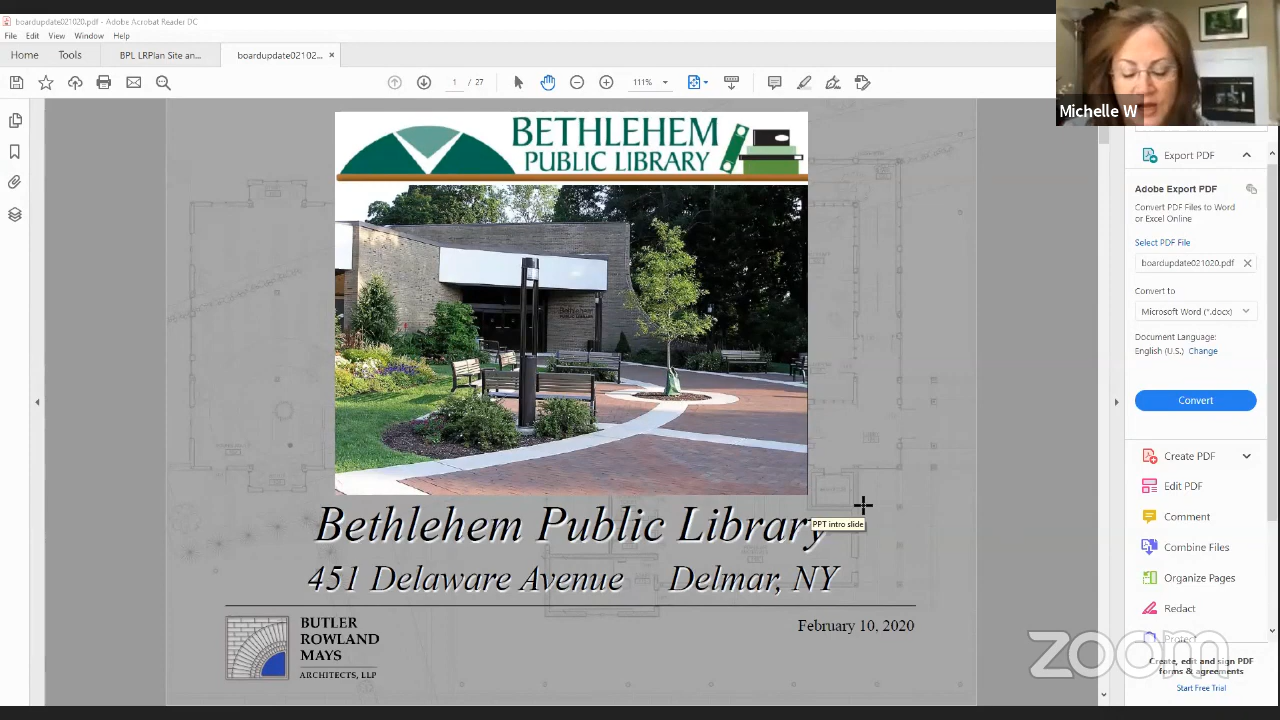 boardupdate021020.pdf - Adobe Acrobat Reader DC
File Edit View Window Help
Home Tools BPL LRPlan Site an... boardupdate02102... ×
1 / 27 111%
Michelle W
BETHLEHEM
PUBLIC LIBRARY
Bethlehem
PUBLIC LIBRARY
PPT intro slide
Bethlehem Public Library
451 Delaware Avenue Delmar, NY
BUTLER
ROWLAND
MAYS
ARCHITECTS, LLP
February 10, 2020
Export PDF
Adobe Export PDF
Convert PDF Files to Word
or Excel Online
Select PDF File
boardupdate021020.pdf
Convert to
Microsoft Word (*.docx)
Document Language:
English (U.S.) Change
Convert
Create PDF
Edit PDF
Comment
Combine Files
Organize Pages
Redact
Protect
zoom
Create, edit and sign PDF
forms & agreements
Start Free Trial